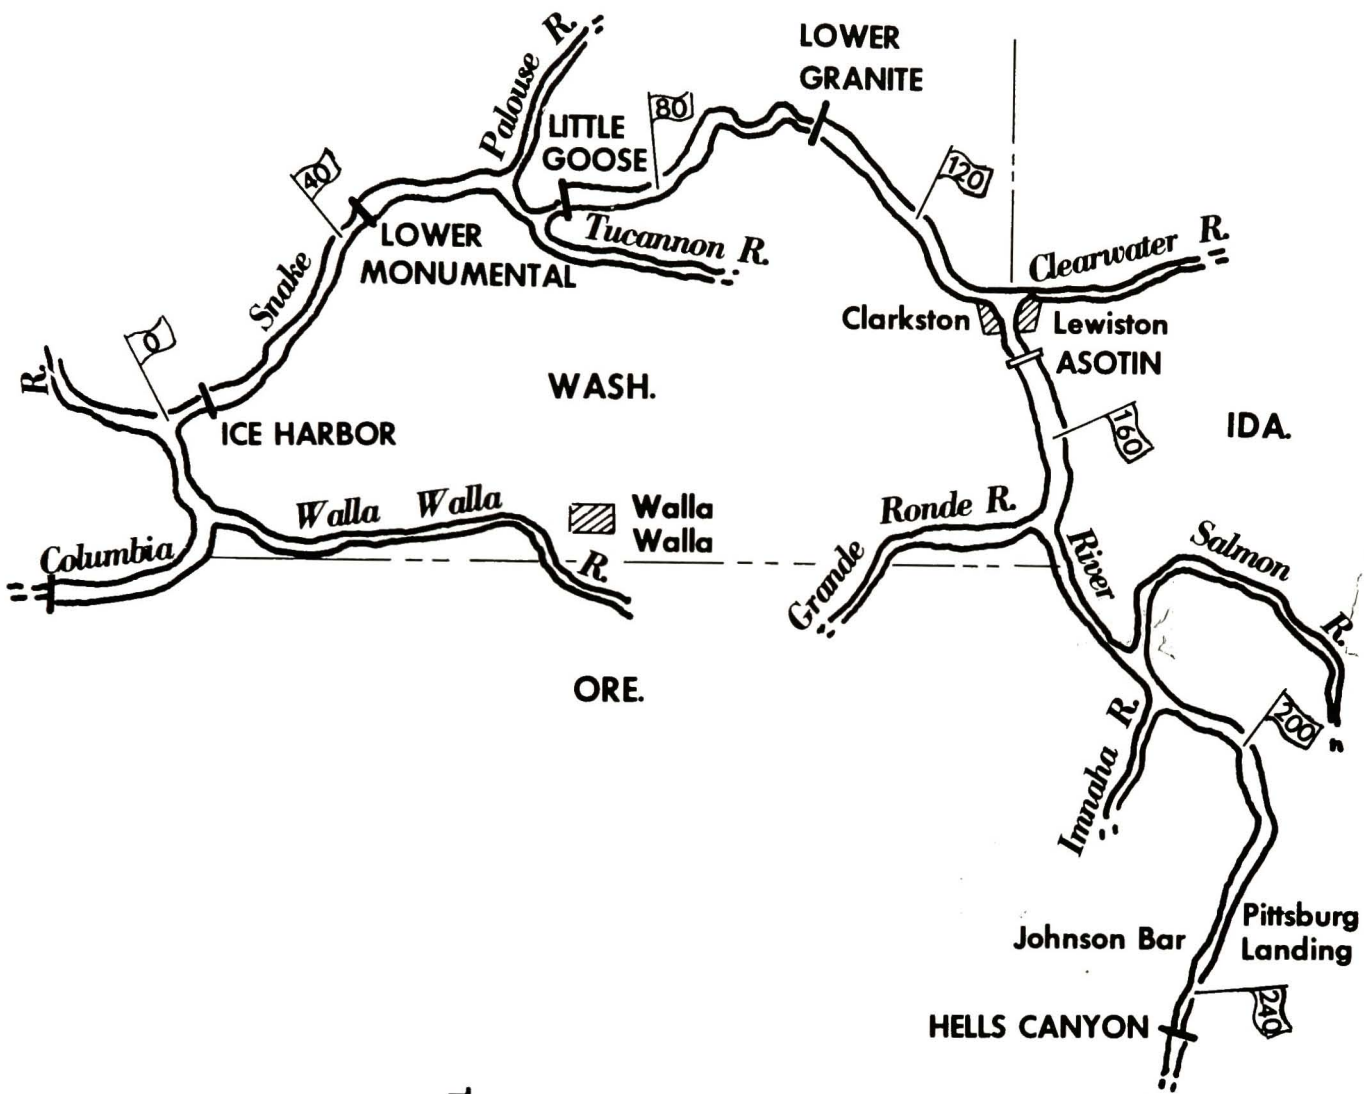 LOWER
GRANITE
Palouse R.
LITTLE
GOOSE
80
40
120
LOWER
MONUMENTAL
Tucannon R.
Clearwater R.
Snake
Clarkston
Lewiston
ASOTIN
0
R.
ICE HARBOR
WASH.
160
IDA.
Walla Walla
R.
Walla
Walla
Columbia
Grande
Ronde R.
River
Salmon
R.
ORE.
Imnaha R.
200
Johnson Bar
Pittsburg
Landing
HELLS CANYON
240